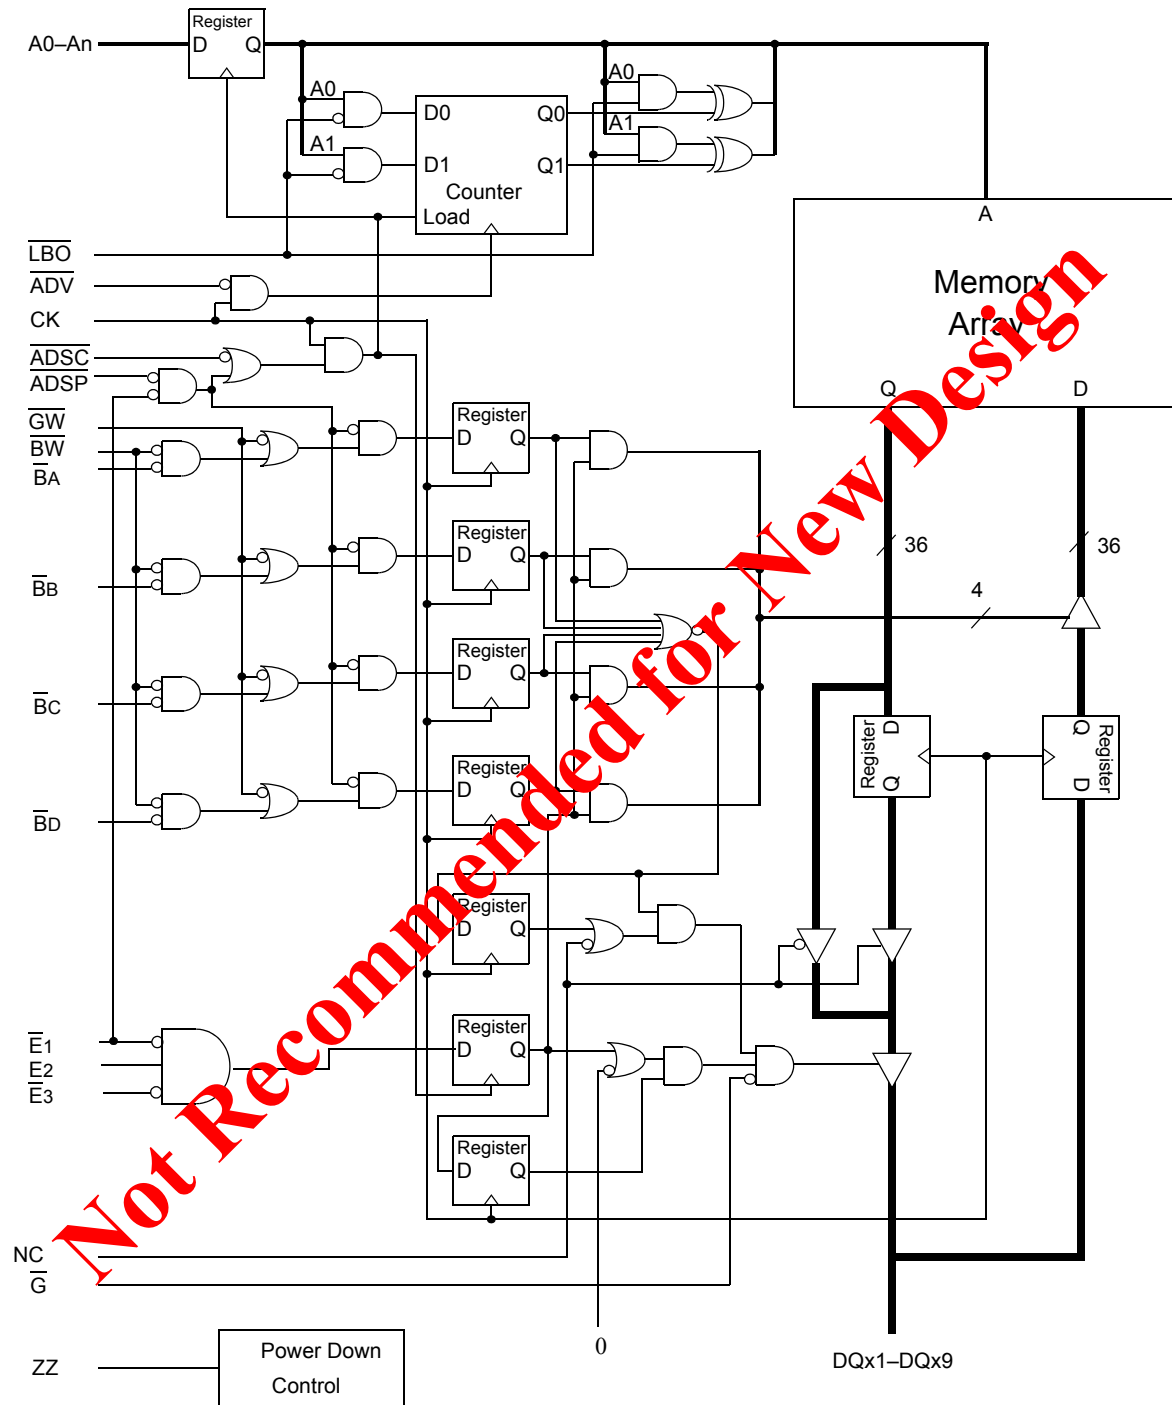 Register
A0–An
D Q
A0
A0
D0 Q0
A1
A1
D1 Q1
Counter
Load
A
LBO
Memory
ADV
Array
CK
ADSC
ADSP
Q D
GW
Register
BW
D Q
BA
Register
36 36
D Q
BB
4
Register
D Q
BC
Register D Q
Q D Register
Register
D Q
BD
Register
D Q
Register
E1
D Q
E2
E3
Register
D Q
NC
G
0
Power Down
DQx1–DQx9
ZZ
Control
Not Recommended for New Design